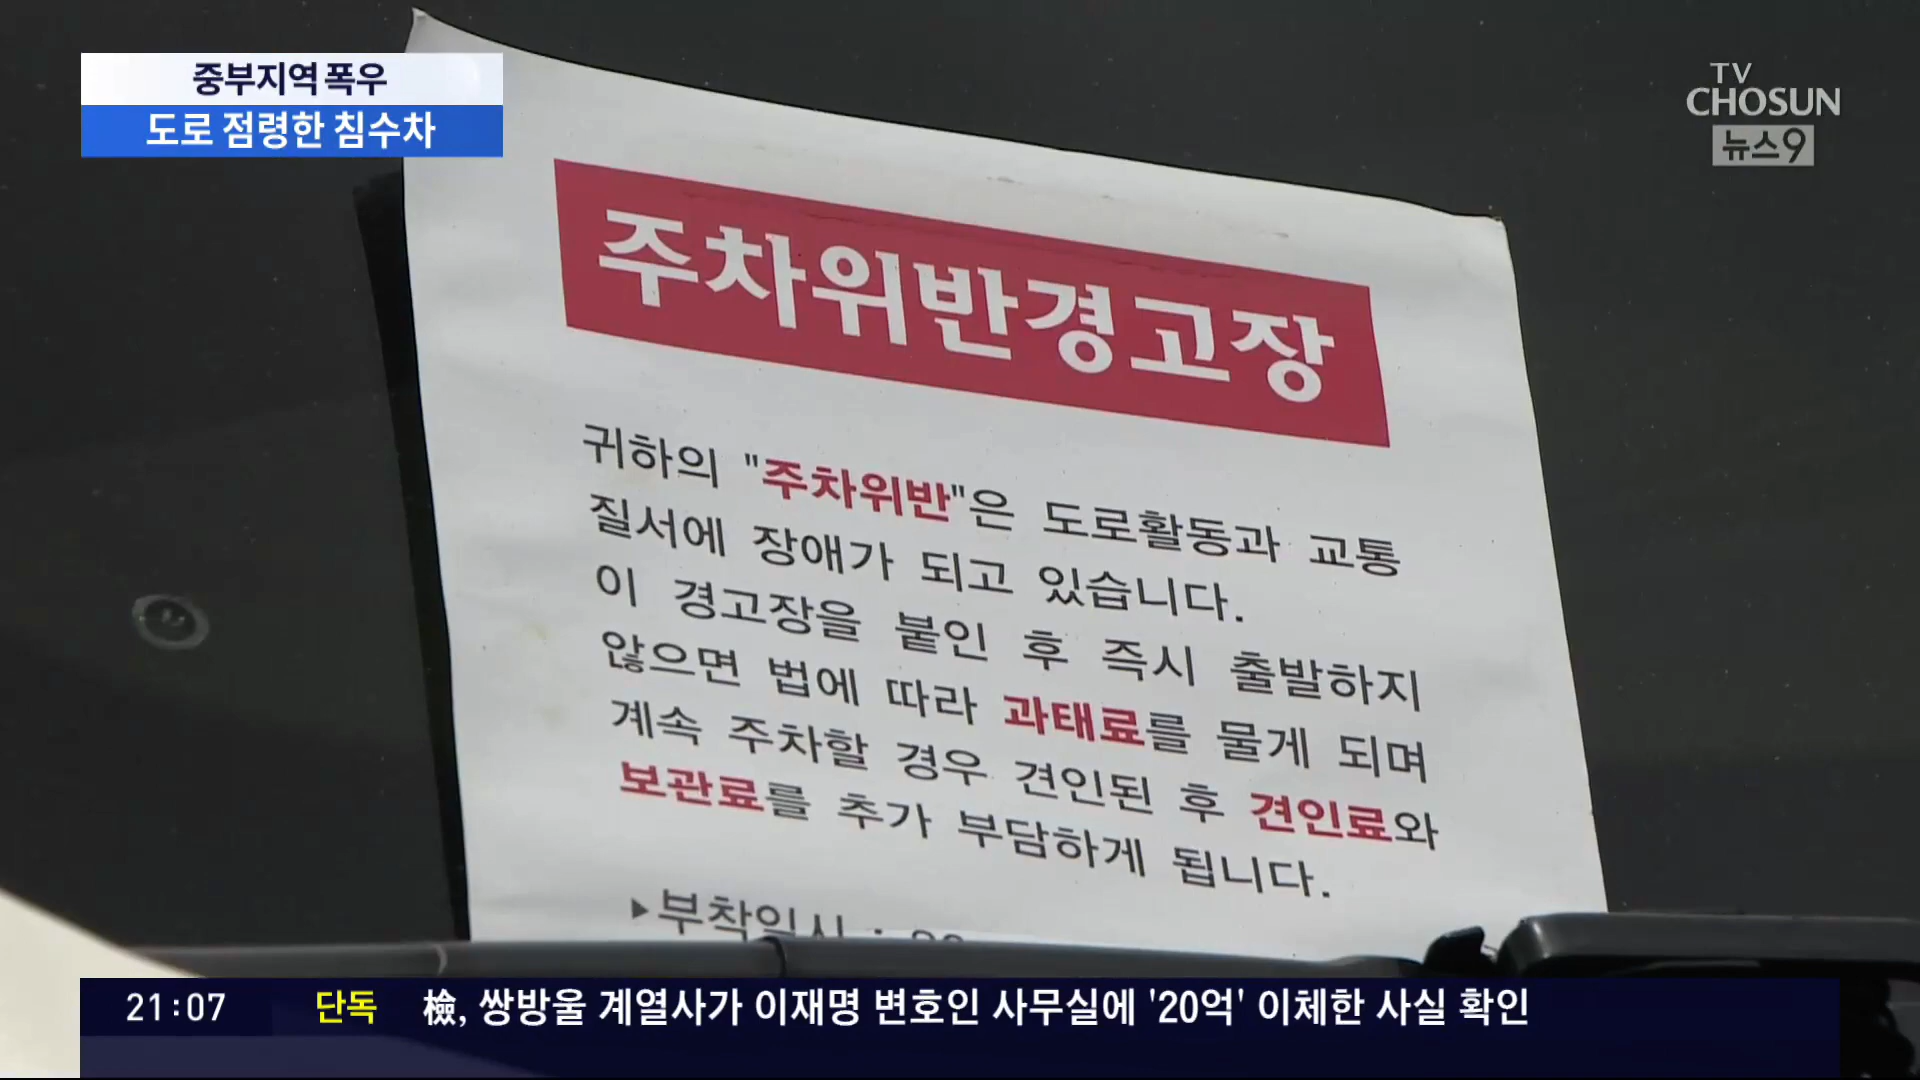 중부지역 폭우
도로 점령한 침수차
TV
CHOSUN
뉴스9
주차위반경고장
귀하의 "주차위반"은 도로활동과 교통
질서에 장애가 되고 있습니다.
이 경고장을 붙인 후 즉시 출발하지
않으면 법에 따라 과태료를 물게 되며
계속 주차할 경우 견인된 후 견인료와
보관료를 추가 부담하게 됩니다.
▶부착일시 :
21:07 단독 檢, 쌍방울 계열사가 이재명 변호인 사무실에 '20억' 이체한 사실 확인